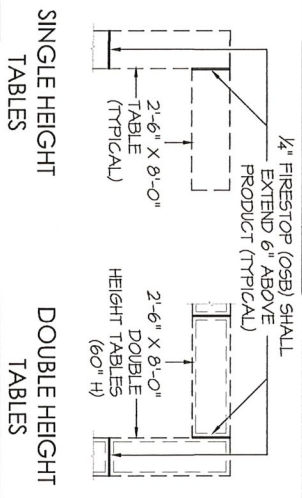 1/4" FIRESTOP (OSB) SHALL
EXTEND 6" ABOVE
PRODUCT (TYPICAL)
2'-6" X 8'-0"
TABLE
(TYPICAL)
2'-6" X 8'-0"
DOUBLE
HEIGHT TABLES
(60" H)
SINGLE HEIGHT
TABLES
DOUBLE HEIGHT
TABLES